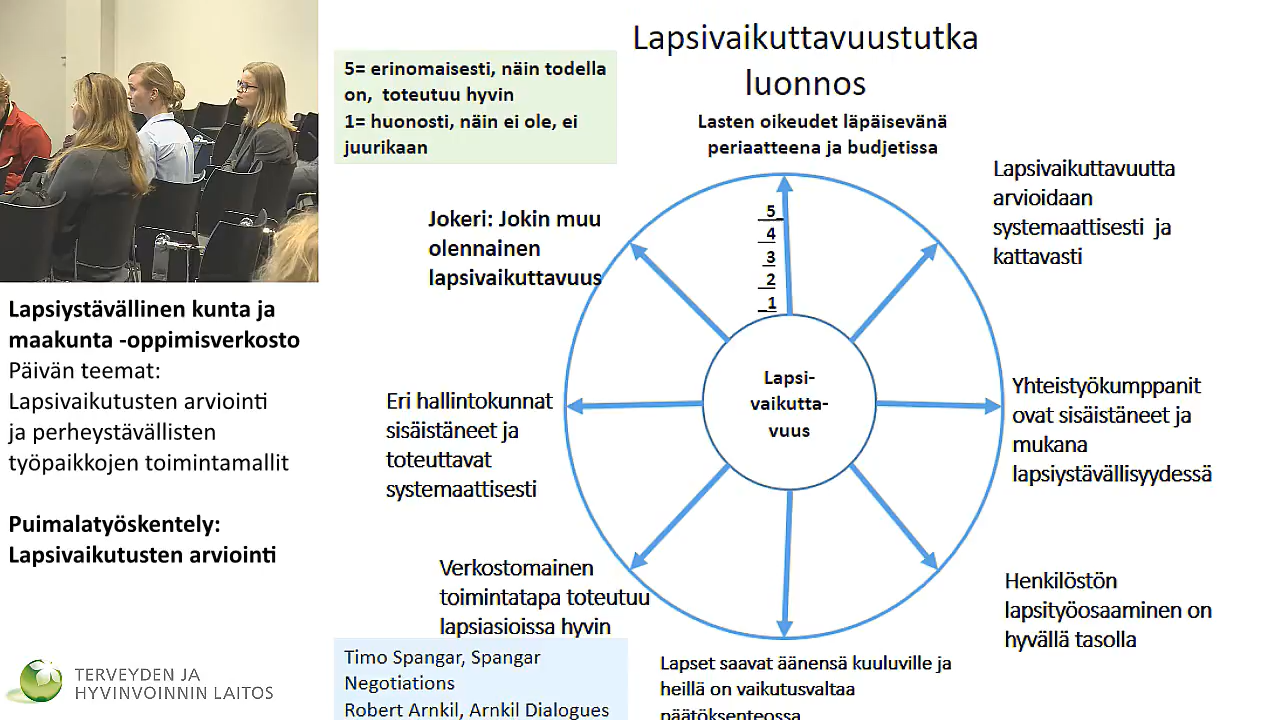 Lapsivaikuttavuustutka
luonnos
5= erinomaisesti, näin todella
on, toteutuu hyvin
1= huonosti, näin ei ole, ei
juurikaan
Lasten oikeudet läpäisevänä
periaatteena ja budjetissa
Lapsivaikuttavuutta
arvioidaan
systemaattisesti ja
kattavasti
Jokeri: Jokin muu
olennainen
lapsivaikuttavuus
5
4
3
2
1
Lapsi-
vaikutta-
vuus
Eri hallintokunnat
sisäistäneet ja
toteuttavat
systemaattisesti
Yhteistyökumppanit
ovat sisäistäneet ja
mukana
lapsiystävällisyydessä
Verkostomainen
toimintatapa toteutuu
lapsiasioissa hyvin
Henkilöstön
lapsityöosaaminen on
hyvällä tasolla
Lapset saavat äänensä kuuluville ja
heillä on vaikutusvaltaa
päätöksenteossa
Timo Spangar, Spangar
Negotiations
Robert Arnkil, Arnkil Dialogues
Lapsiystävällinen kunta ja
maakunta -oppimisverkosto
Päivän teemat:
Lapsivaikutusten arviointi
ja perheystävällisten
työpaikkojen toimintamallit
Puimalatyöskentely:
Lapsivaikutusten arviointi
TERVEYDEN JA
HYVINVOINNIN LAITOS